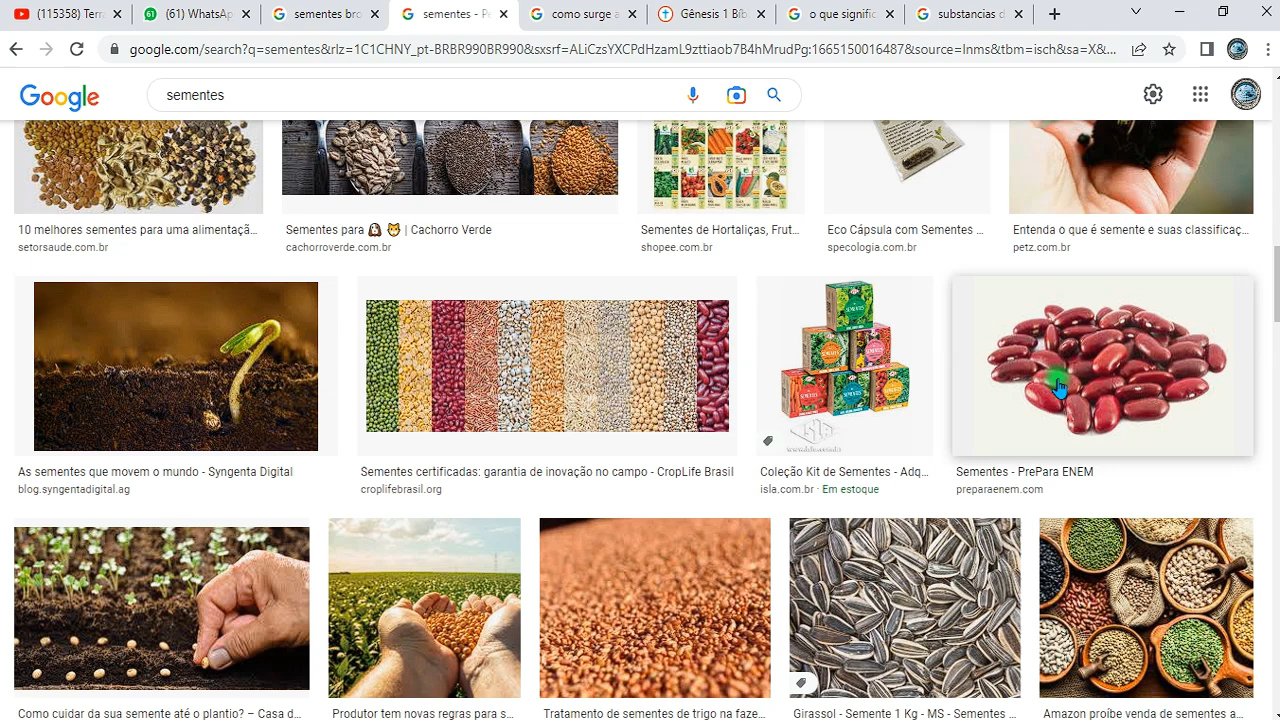 (115358) Terra
(61) WhatsAp
sementes bro
sementes - Pe
como surge a
Gênesis 1 - Bíb
o que signific
substancias d
google.com/search?q=sementes&rlz=1C1CHNY_pt-BRBR990BR990&sxsrf=ALiCzsYXCPdHzamL9zttiaob7B4hMrudPg:1665150016487&source=lnms&tbm=isch&sa=X&...
Google
sementes
10 melhores sementes para uma alimentaçã...
setorsaude.com.br
Sementes para 🐶 🐱 | Cachorro Verde
cachorroverde.com.br
Sementes de Hortaliças, Frut...
shopee.com.br
Eco Cápsula com Sementes ...
specologia.com.br
Entenda o que é semente e suas classificaç...
petz.com.br
As sementes que movem o mundo - Syngenta Digital
blog.syngentadigital.ag
Sementes certificadas: garantia de inovação no campo - CropLife Brasil
croplifebrasil.org
Coleção Kit de Sementes - Adq...
isla.com.br · Em estoque
Sementes - PrePara ENEM
preparaenem.com
Como cuidar da sua semente até o plantio? – Casa d...
Produtor tem novas regras para s...
Tratamento de sementes de trigo na faze...
Girassol - Semente 1 Kg - MS - Sementes ...
Amazon proíbe venda de sementes a...